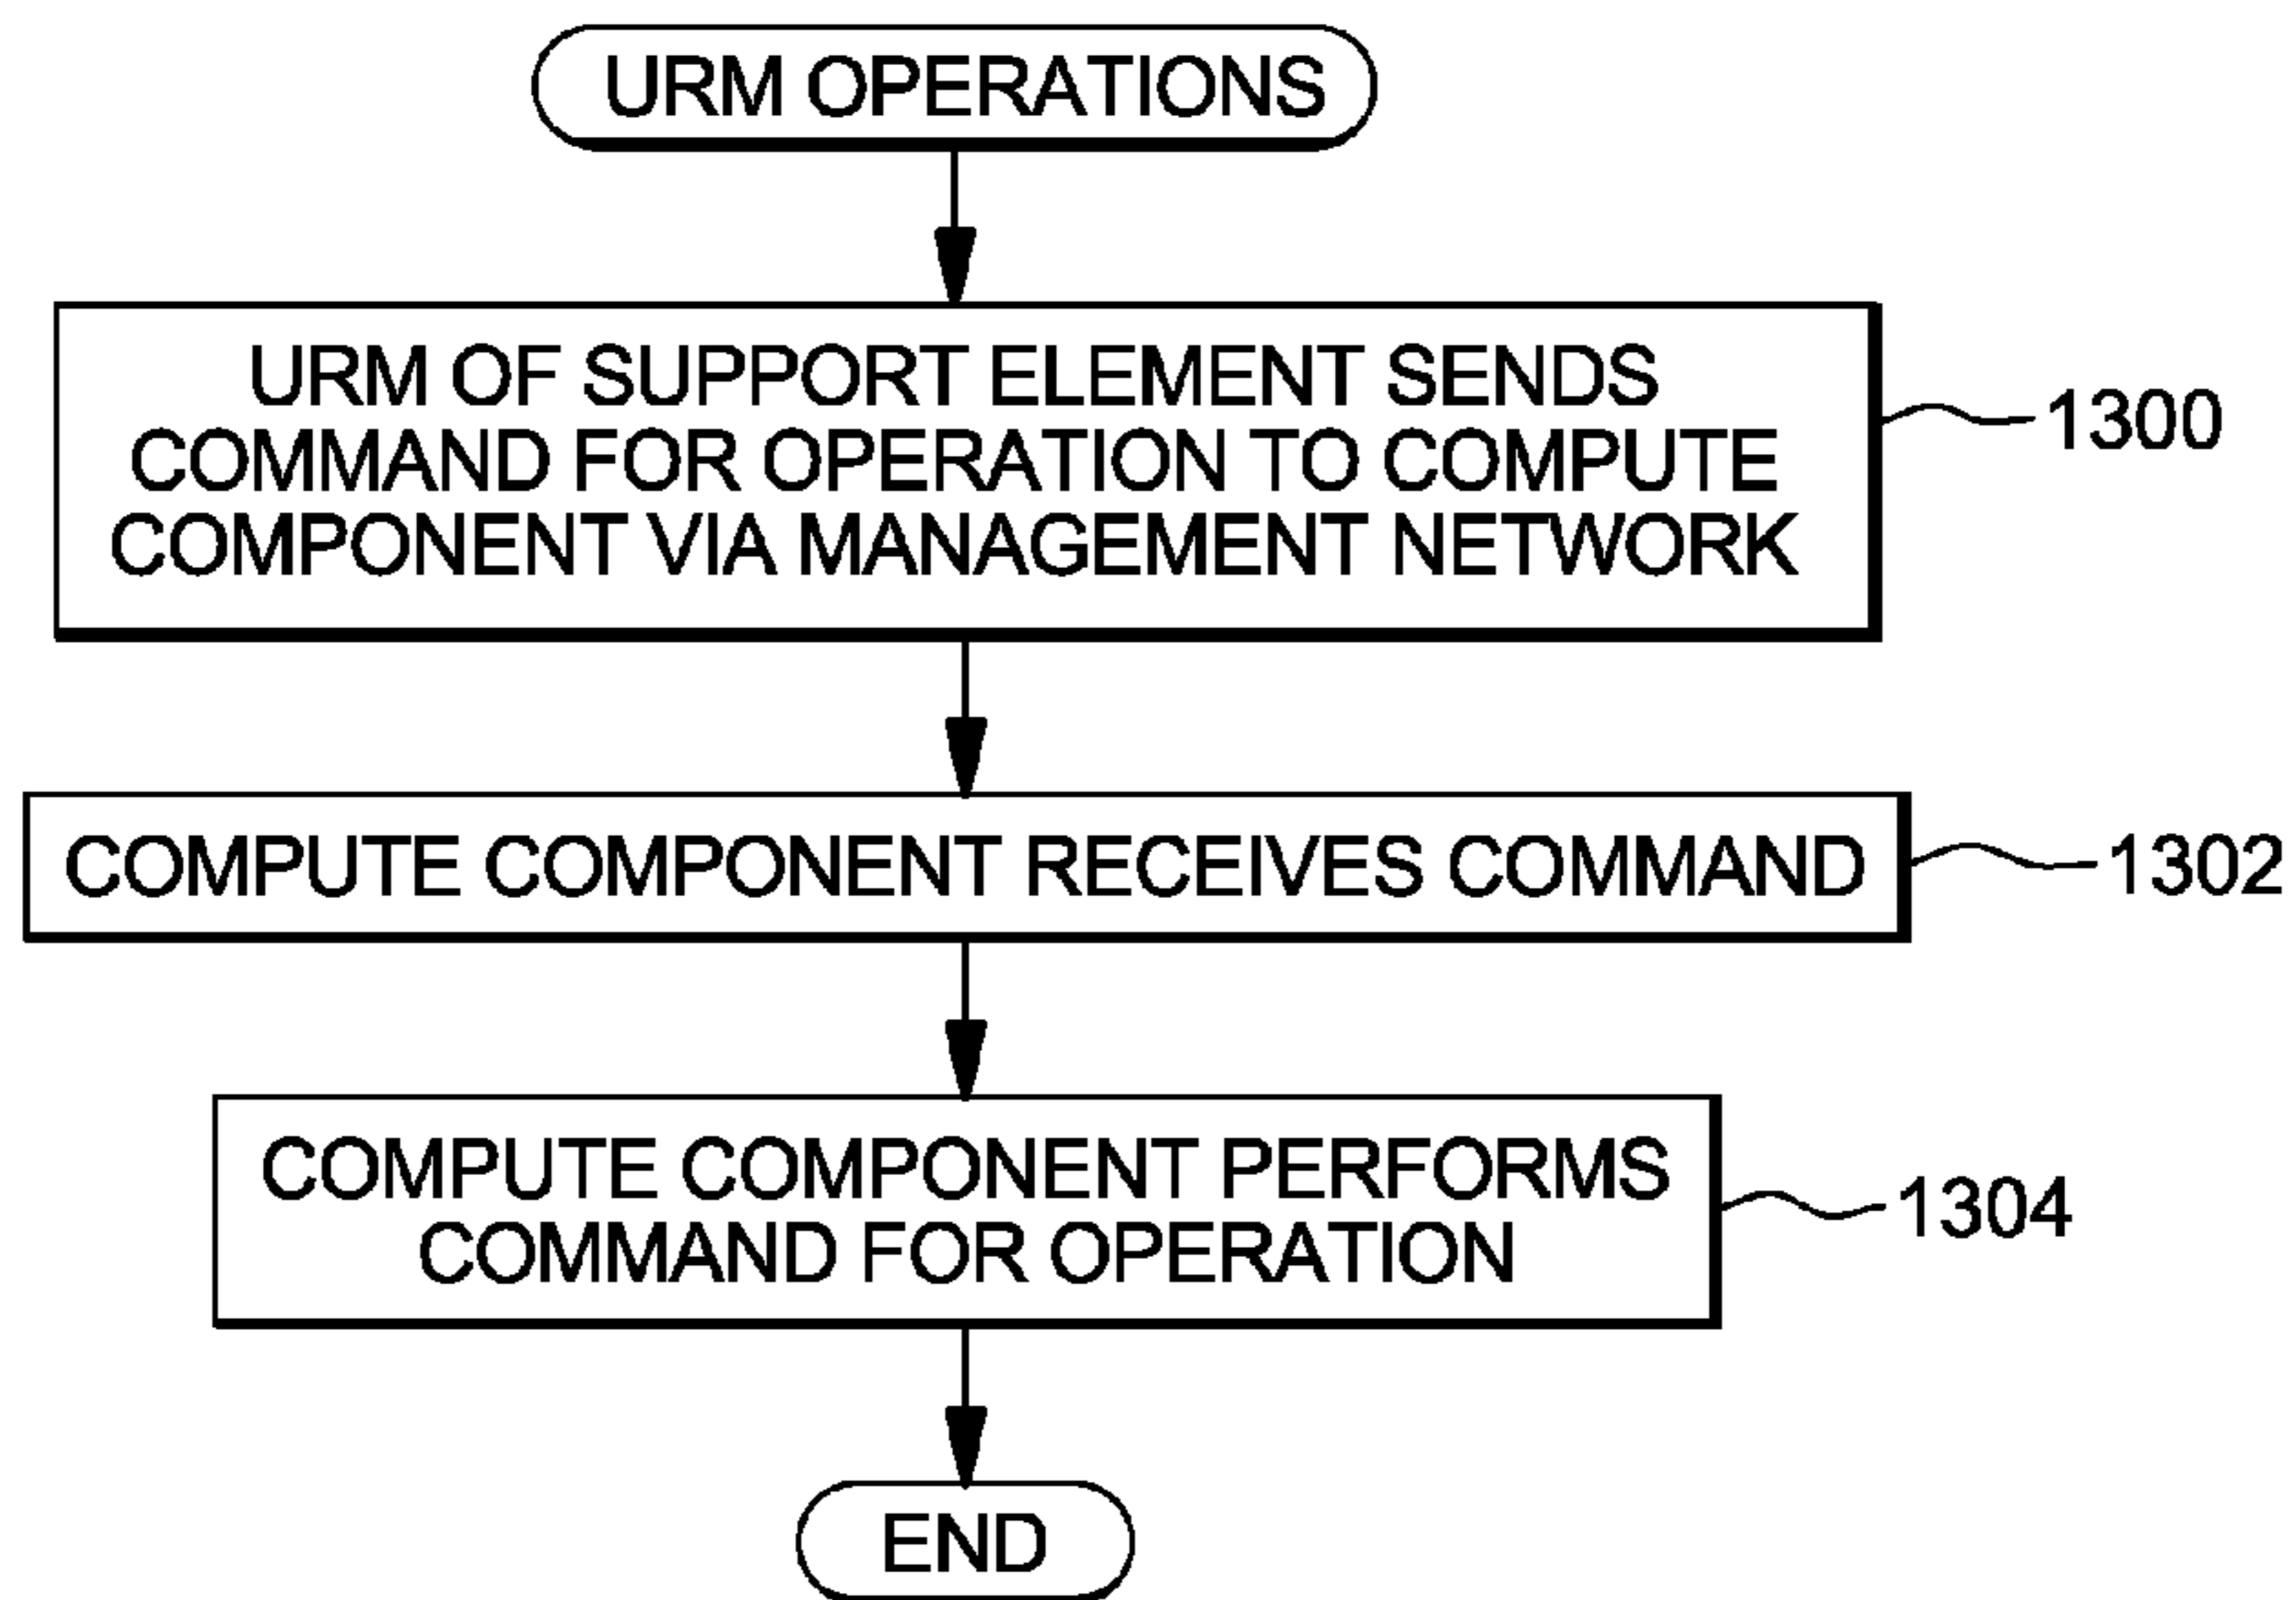 URM OPERATIONS
URM OF SUPPORT ELEMENT SENDS
COMMAND FOR OPERATION TO COMPUTE
COMPONENT VIA MANAGEMENT NETWORK
1300
COMPUTE COMPONENT RECEIVES COMMAND
1302
COMPUTE COMPONENT PERFORMS
COMMAND FOR OPERATION
1304
END